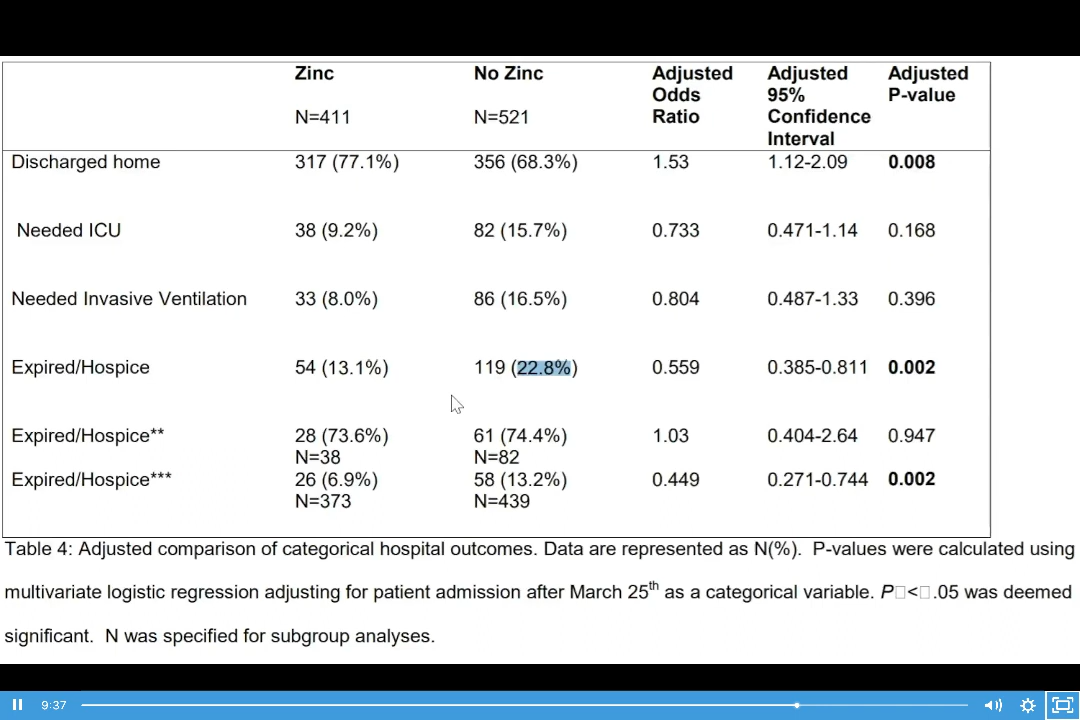 Zinc No Zinc Adjusted Adjusted Adjusted
Odds 95% P-value
N=411 N=521 Ratio Confidence
Interval
Discharged home 317 (77.1%) 356 (68.3%) 1.53 1.12-2.09 0.008
Needed ICU 38 (9.2%) 82 (15.7%) 0.733 0.471-1.14 0.168
Needed Invasive Ventilation 33 (8.0%) 86 (16.5%) 0.804 0.487-1.33 0.396
Expired/Hospice 54 (13.1%) 119 (22.8%) 0.559 0.385-0.811 0.002
Expired/Hospice** 28 (73.6%) 61 (74.4%) 1.03 0.404-2.64 0.947
N=38 N=82
Expired/Hospice*** 26 (6.9%) 58 (13.2%) 0.449 0.271-0.744 0.002
N=373 N=439
Table 4: Adjusted comparison of categorical hospital outcomes. Data are represented as N(%). P-values were calculated using
multivariate logistic regression adjusting for patient admission after March 25th as a categorical variable. P□<□.05 was deemed
significant. N was specified for subgroup analyses.
9:37